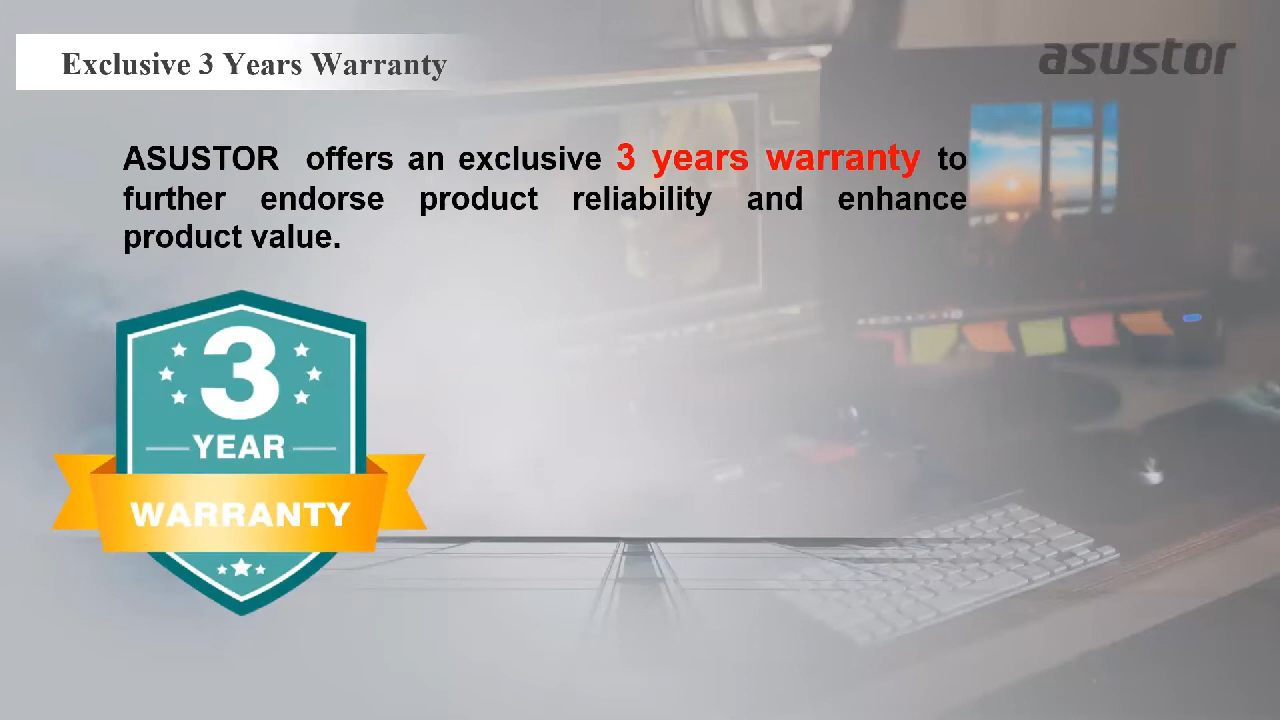 Exclusive 3 Years Warranty
asustor
ASUSTOR offers an exclusive 3 years warranty to
further endorse product reliability and enhance
product value.
3
YEAR
WARRANTY